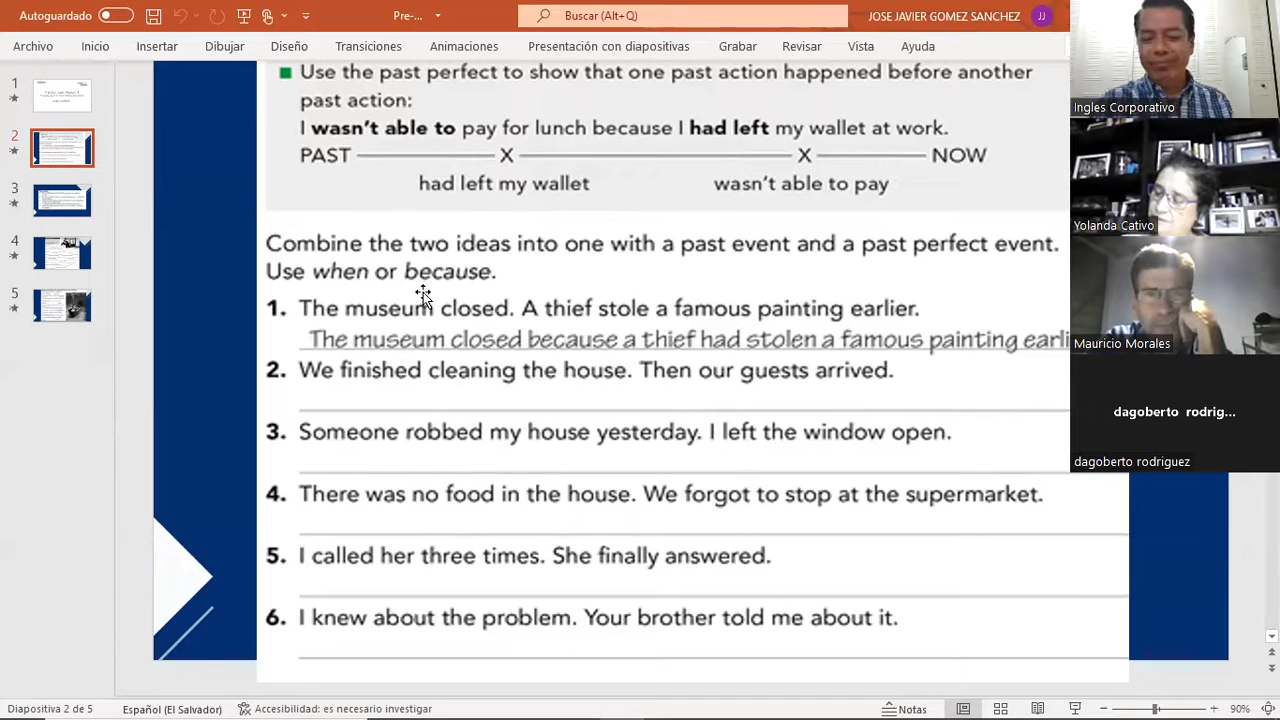 Autoguardado
Pre-...
Buscar (Alt+Q)
JOSE JAVIER GOMEZ SANCHEZ
JJ
Archivo Inicio Insertar Dibujar Diseño Transiciones Animaciones Presentación con diapositivas Grabar Revisar Vista Ayuda
1
2
3
4
5
Use the past perfect to show that one past action happened before another
past action:
I wasn't able to pay for lunch because I had left my wallet at work.
PAST X X NOW
had left my wallet wasn't able to pay
Combine the two ideas into one with a past event and a past perfect event.
Use when or because.
1. The museum closed. A thief stole a famous painting earlier.
The museum closed because a thief had stolen a famous painting earli
2. We finished cleaning the house. Then our guests arrived.
3. Someone robbed my house yesterday. I left the window open.
4. There was no food in the house. We forgot to stop at the supermarket.
5. I called her three times. She finally answered.
6. I knew about the problem. Your brother told me about it.
Ingles Corporativo
Yolanda Cativo
Mauricio Morales
dagoberto rodrig...
dagoberto rodriguez
Diapositiva 2 de 5 Español (El Salvador) Accesibilidad: es necesario investigar Notas 90%